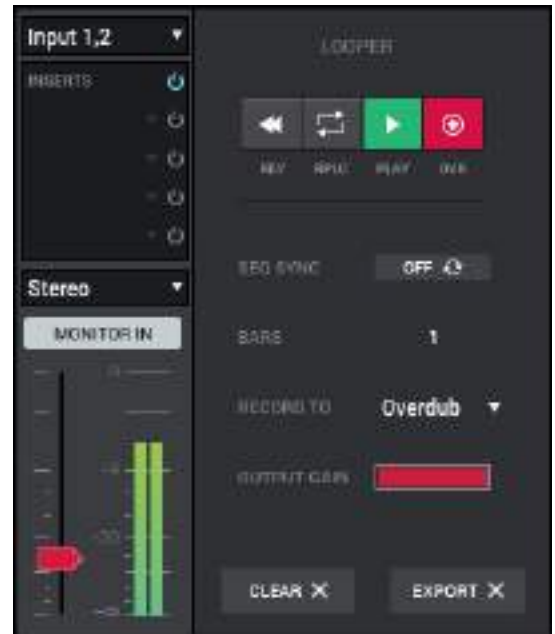 Input 1,2
INSERTS
Stereo
MONITOR IN
LOOPER
REV RPLC PLAY OVR
SEQ SYNC OFF
BARS 1
RECORD TO Overdub
OUTPUT GAIN
CLEAR EXPORT